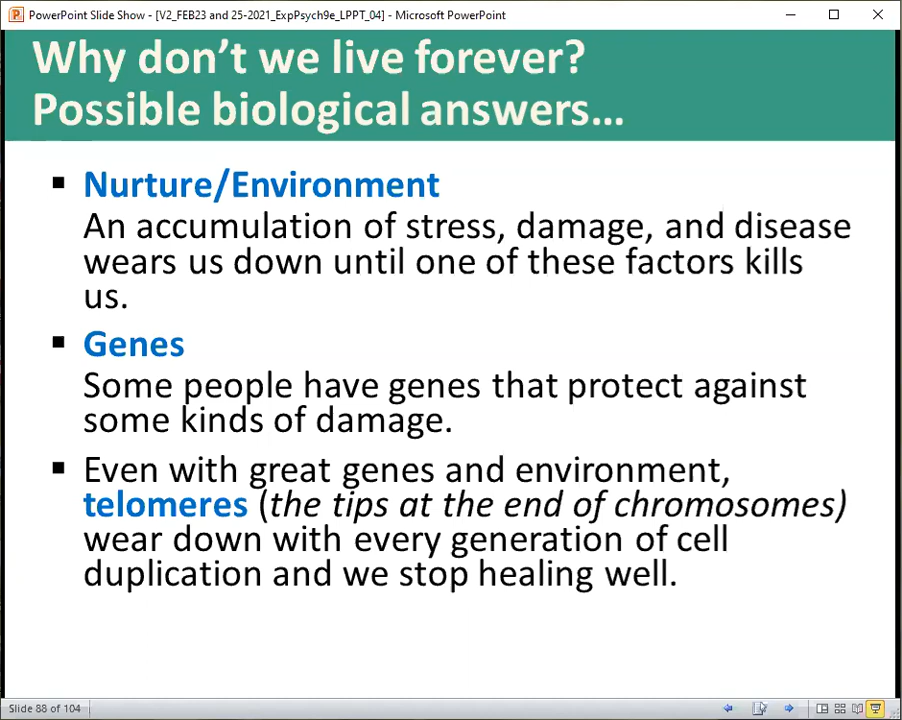 PowerPoint Slide Show - [V2_FEB23 and 25-2021_ExpPsych9e_LPPT_04] - Microsoft PowerPoint
Why don't we live forever?
Possible biological answers…
▪ Nurture/Environment
An accumulation of stress, damage, and disease
wears us down until one of these factors kills
us.
▪ Genes
Some people have genes that protect against
some kinds of damage.
▪ Even with great genes and environment,
telomeres (the tips at the end of chromosomes)
wear down with every generation of cell
duplication and we stop healing well.
Slide 88 of 104